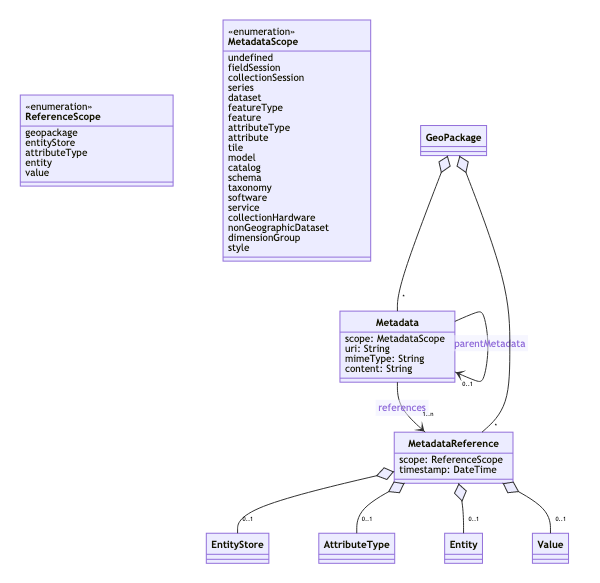 «enumeration»
MetadataScope
undefined
fieldSession
collectionSession
series
dataset
featureType
feature
attributeType
attribute
tile
model
catalog
schema
taxonomy
software
service
collectionHardware
nonGeographicDataset
dimensionGroup
style
«enumeration»
ReferenceScope
geopackage
entityStore
attributeType
entity
value
GeoPackage
*
Metadata
scope: MetadataScope
uri: String
mimeType: String
content: String
parentMetadata
0..1
references
1..n
*
MetadataReference
scope: ReferenceScope
timestamp: DateTime
0..1
0..1
0..1
0..1
EntityStore
AttributeType
Entity
Value